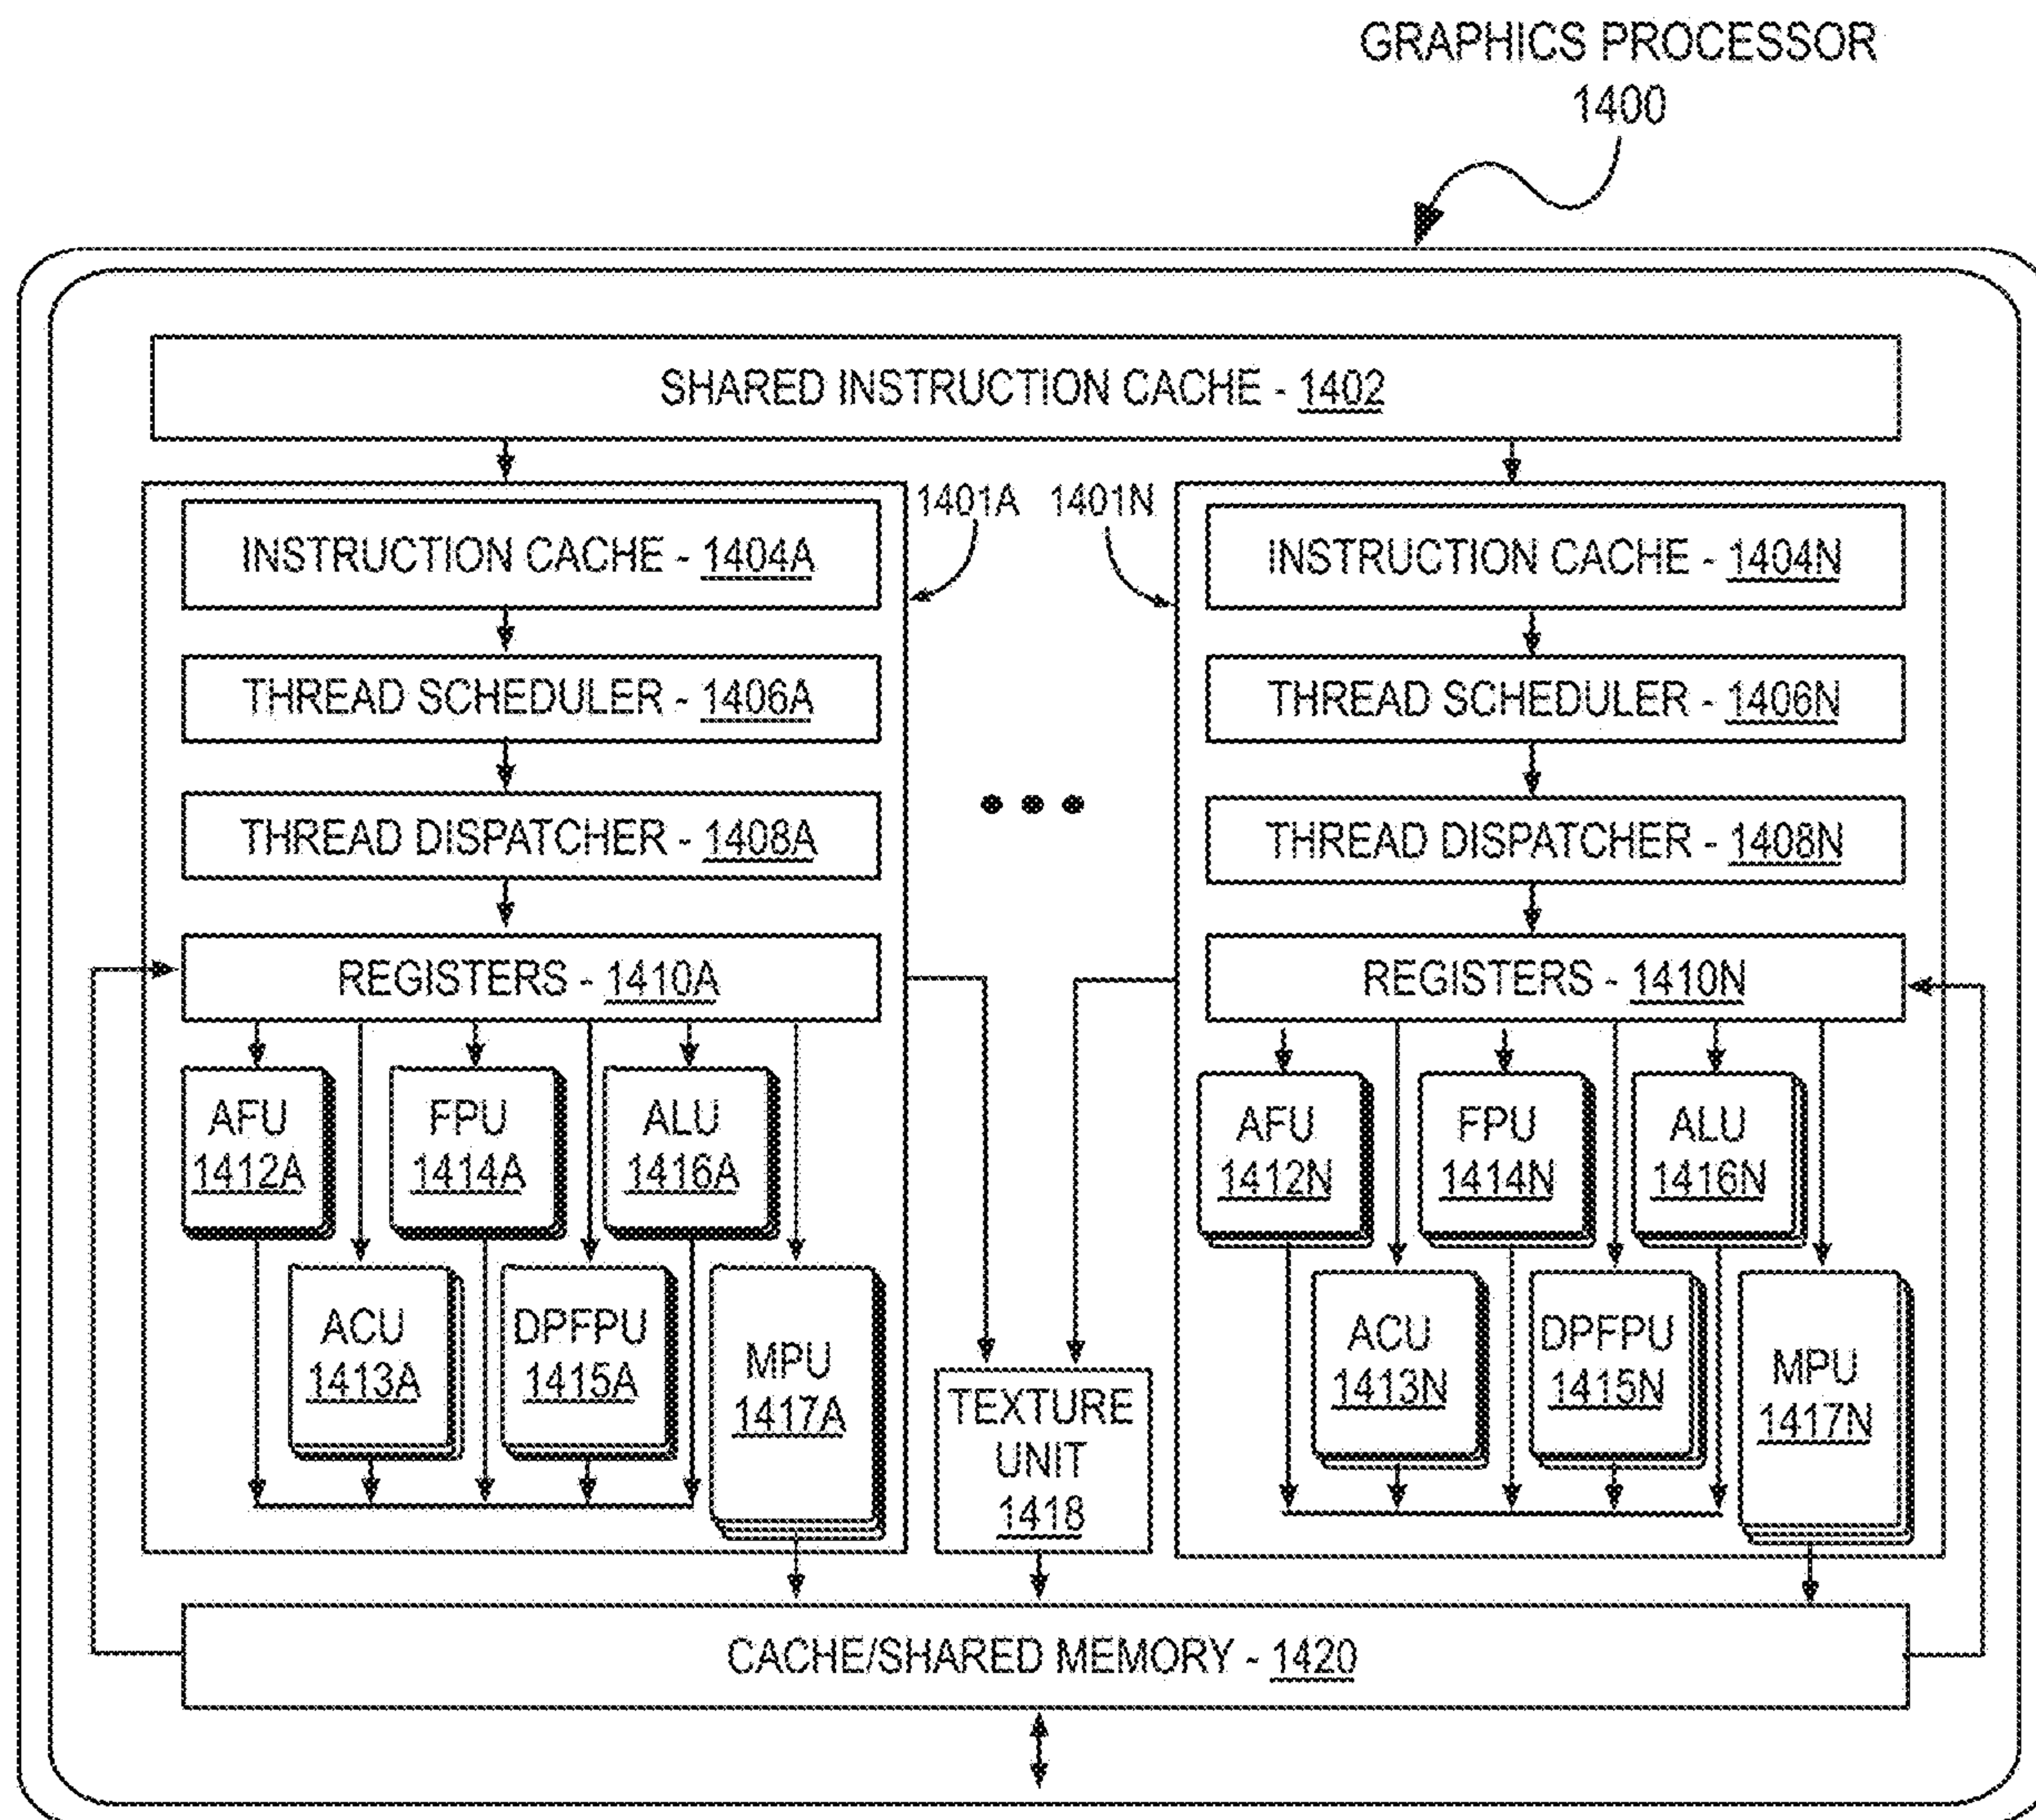 GRAPHICS PROCESSOR
1400
SHARED INSTRUCTION CACHE - 1402
1401A
1401N
INSTRUCTION CACHE - 1404A
THREAD SCHEDULER - 1406A
THREAD DISPATCHER - 1408A
REGISTERS - 1410A
AFU
1412A
FPU
1414A
ALU
1416A
ACU
1413A
DPFPU
1415A
MPU
1417A
TEXTURE
UNIT
1418
INSTRUCTION CACHE - 1404N
THREAD SCHEDULER - 1406N
THREAD DISPATCHER - 1408N
REGISTERS - 1410N
AFU
1412N
FPU
1414N
ALU
1416N
ACU
1413N
DPFPU
1415N
MPU
1417N
CACHE/SHARED MEMORY - 1420